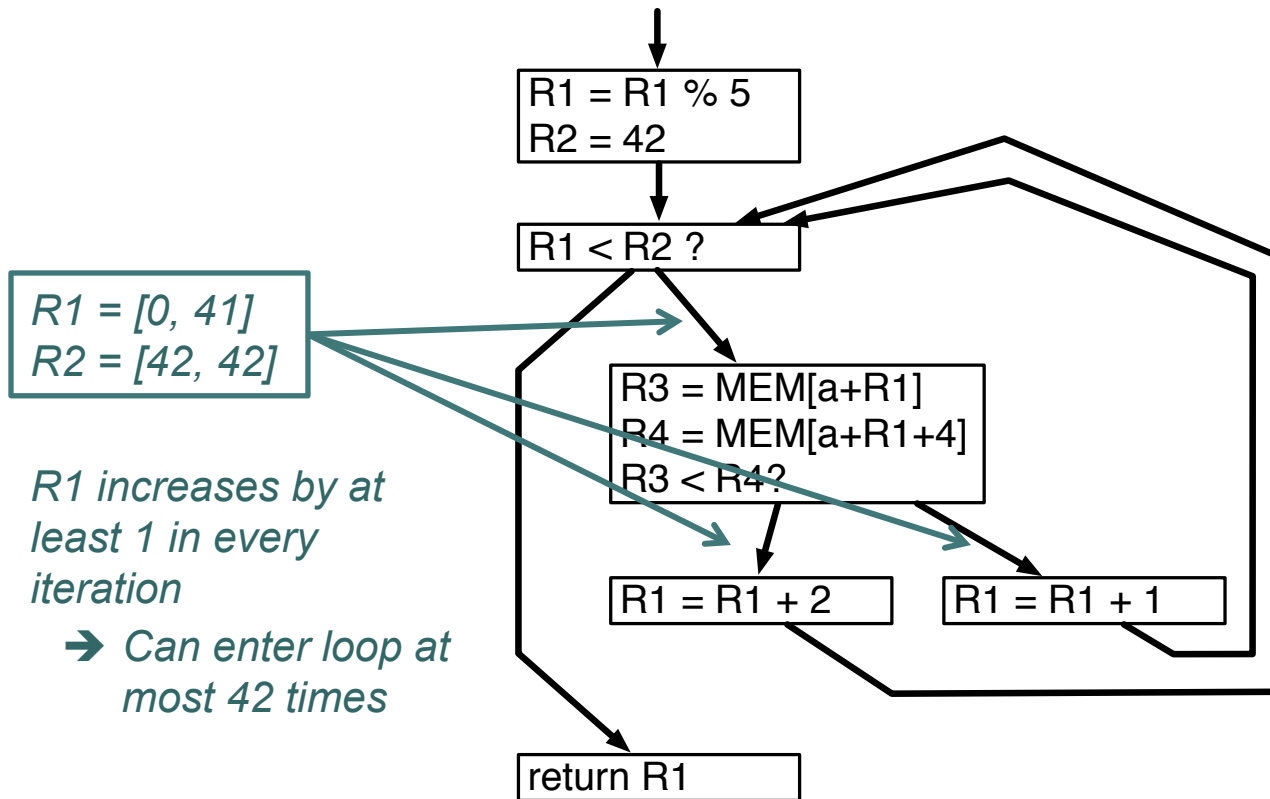 R1 = R1 % 5
R2 = 42
R1 < R2 ?
R1 = [0, 41]
R2 = [42, 42]
R3 = MEM[a+R1]
R4 = MEM[a+R1+4]
R3 < R4?
R1 increases by at
least 1 in every
iteration
➔ Can enter loop at
most 42 times
R1 = R1 + 2
R1 = R1 + 1
return R1